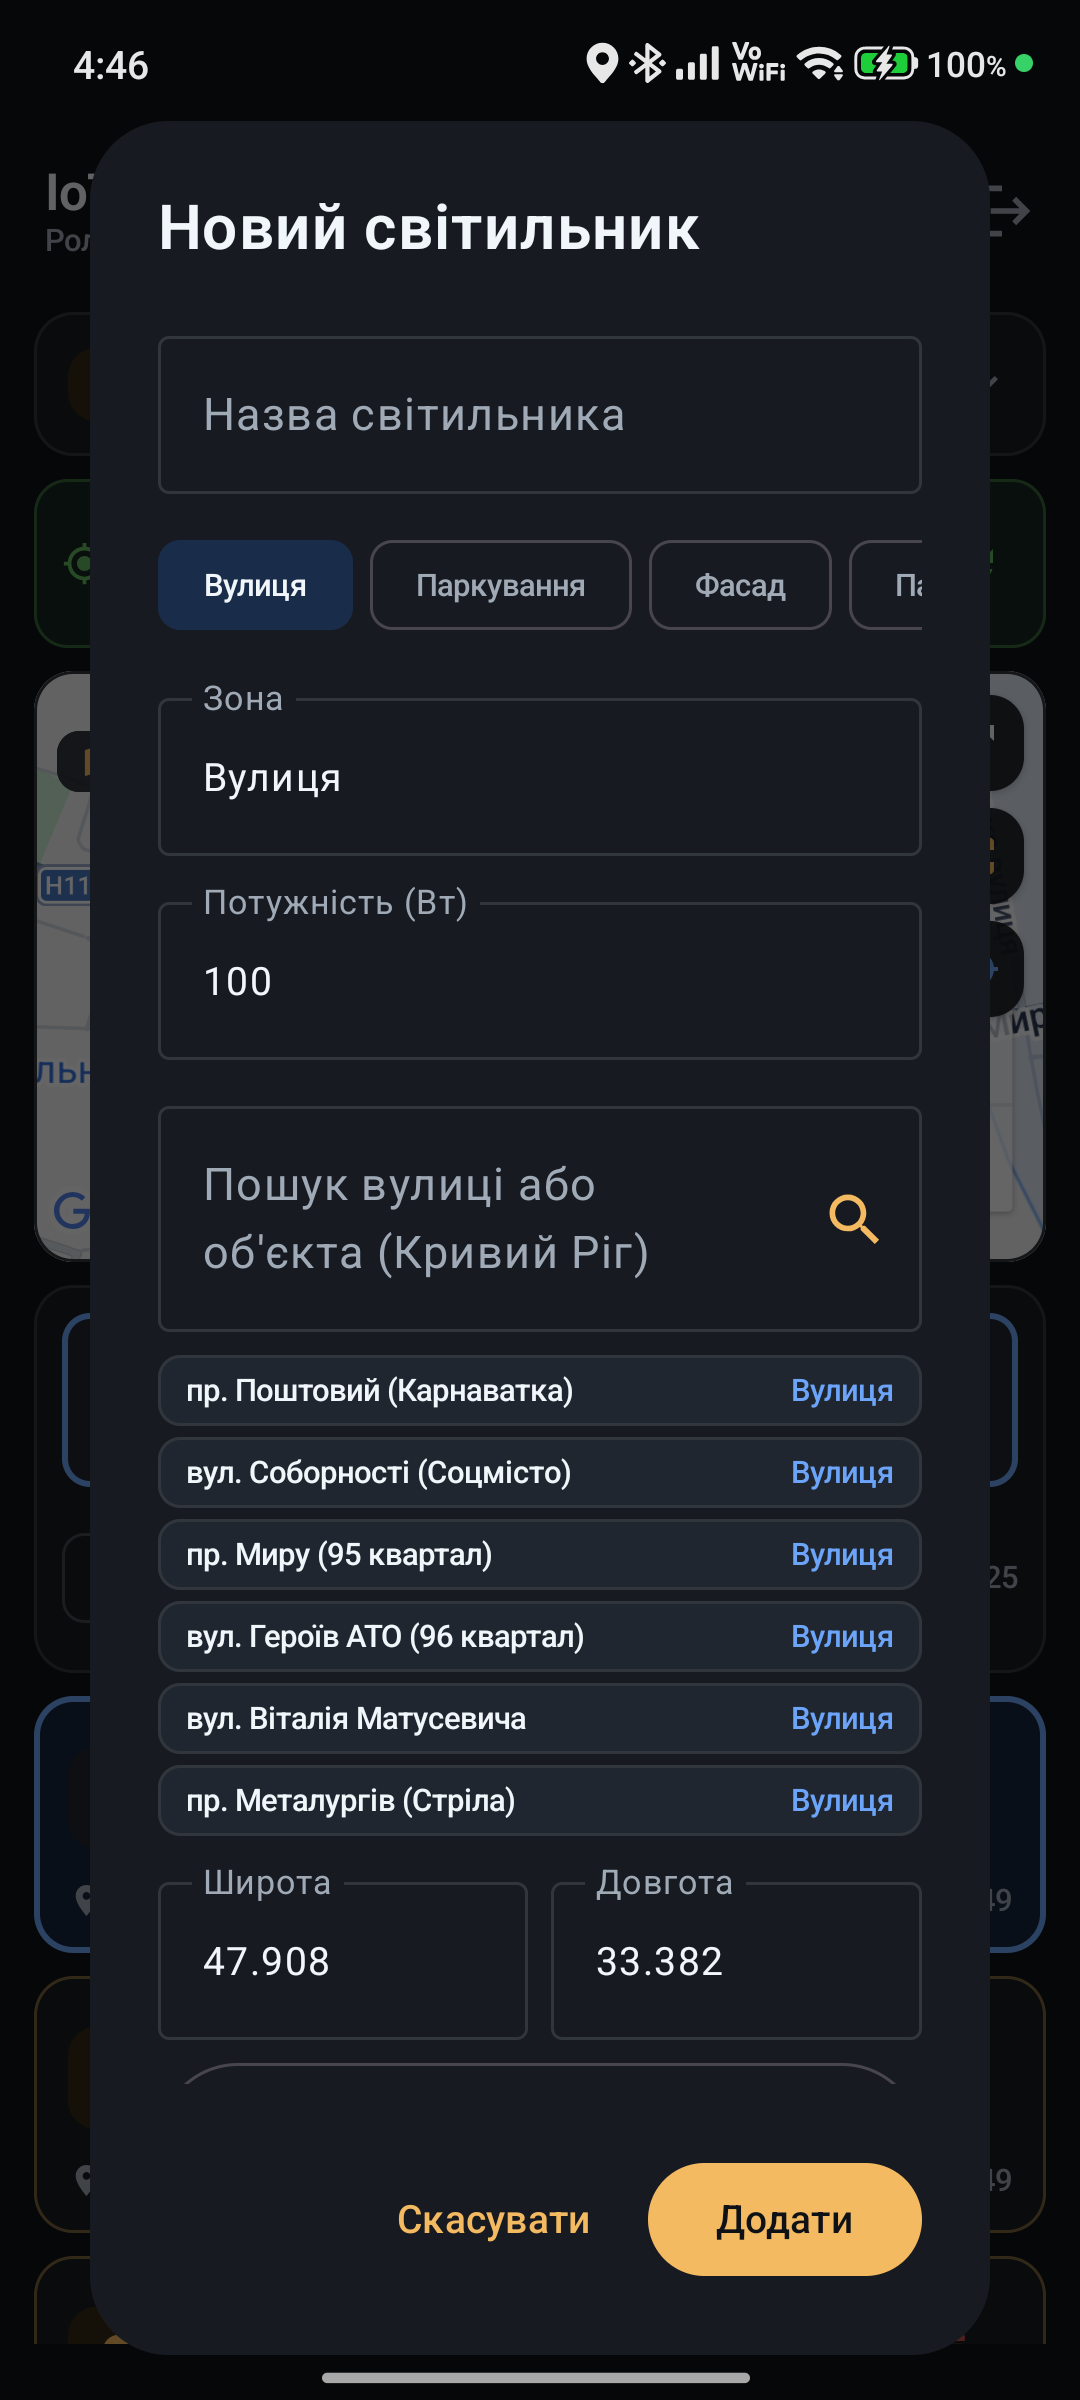 4:46
Vo WiFi
100%
Новий світильник
Назва світильника
Вулиця
Паркування
Фасад
Зона
Вулиця
Потужність (Вт)
100
H11
Пошук вулиці або
об'єкта (Кривий Ріг)
пр. Поштовий (Карнаватка) Вулиця
вул. Соборності (Соцмісто) Вулиця
пр. Миру (95 квартал) Вулиця
вул. Героїв АТО (96 квартал) Вулиця
вул. Віталія Матусевича Вулиця
пр. Металургів (Стріла) Вулиця
Широта
Довгота
47.908
33.382
Скасувати
Додати